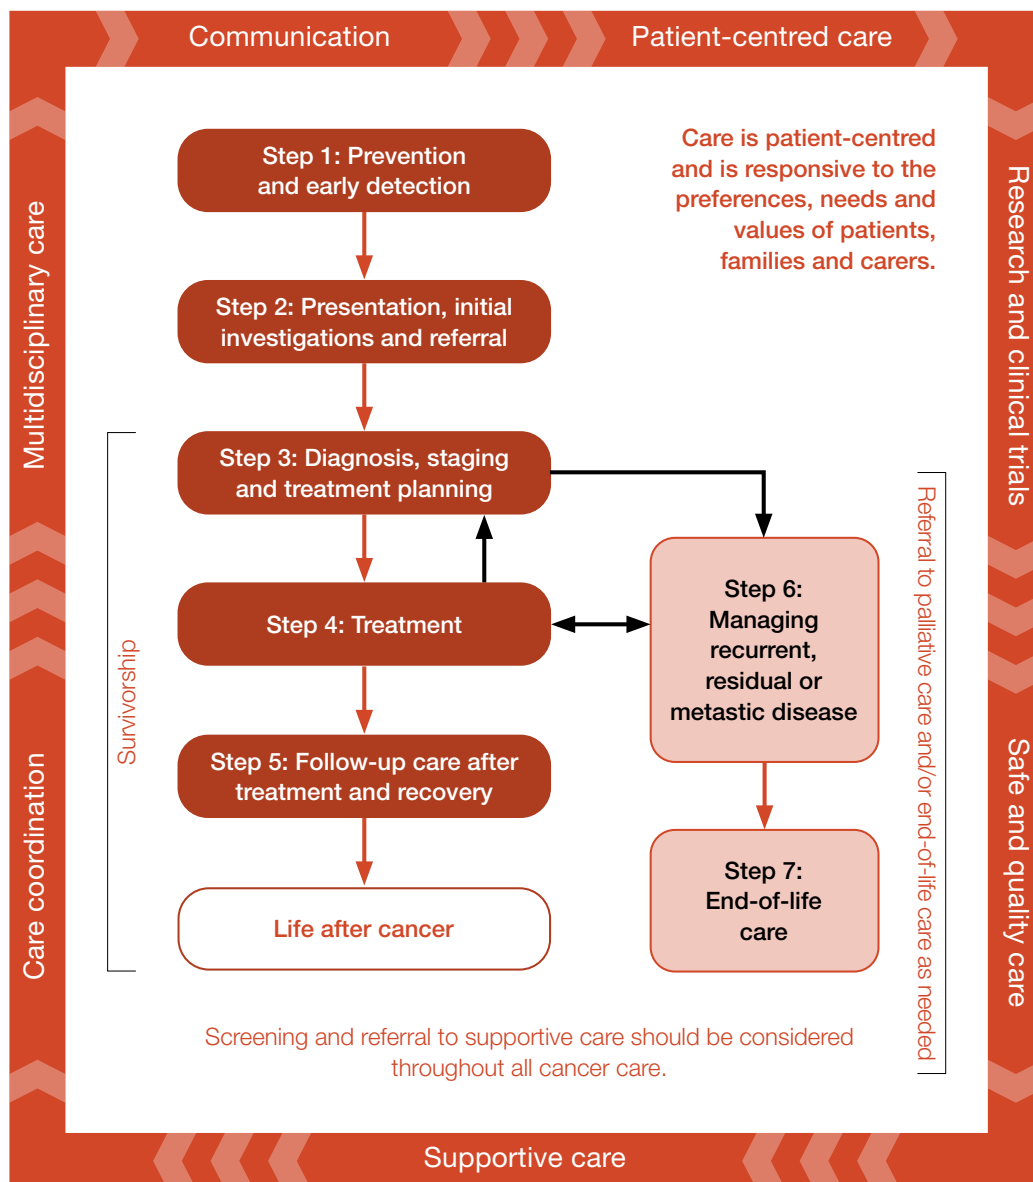 Communication
Patient-centred care
Care is patient-centred
and is responsive to the
preferences, needs and
values of patients,
families and carers.
Step 1: Prevention
and early detection
Step 2: Presentation, initial
investigations and referral
Step 3: Diagnosis, staging
and treatment planning
Step 4: Treatment
Step 5: Follow-up care after
treatment and recovery
Life after cancer
Step 6:
Managing
recurrent,
residual or
metastic disease
Step 7:
End-of-life
care
Survivorship
Referral to palliative care and/or end-of-life care as needed
Screening and referral to supportive care should be considered
throughout all cancer care.
Multidisciplinary care
Care coordination
Research and clinical trials
Safe and quality care
Supportive care